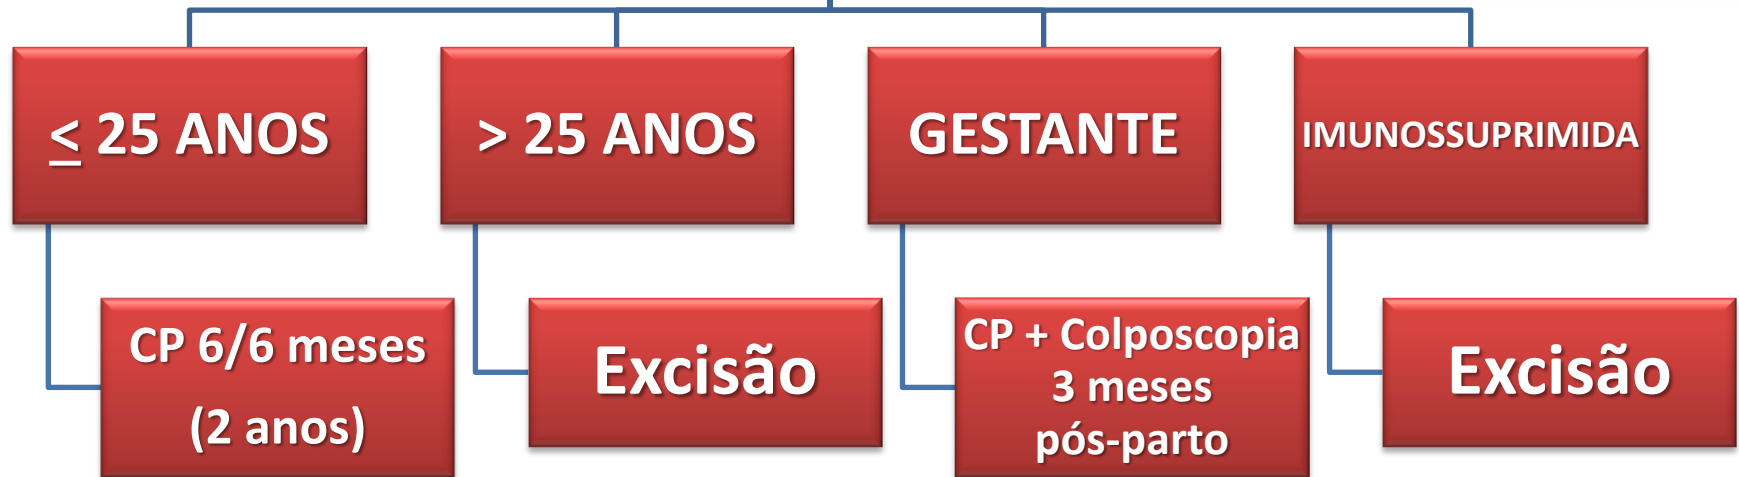 < 25 ANOS
> 25 ANOS
GESTANTE
IMUNOSSUPRIMIDA
CP 6/6 meses
(2 anos)
Excisão
CP + Colposcopia
3 meses
pós-parto
Excisão